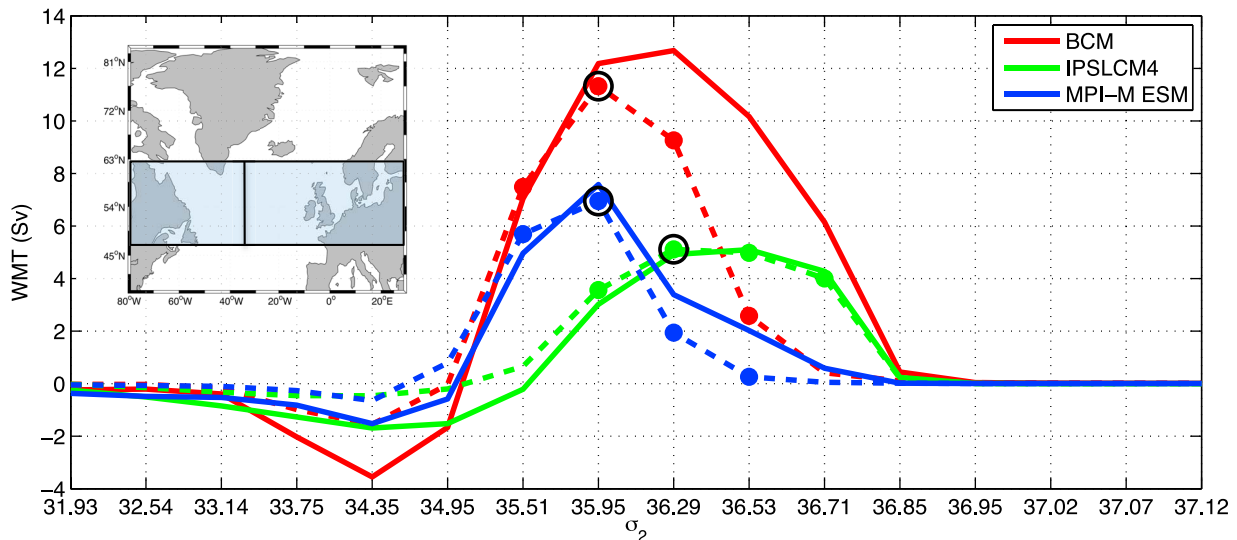 14
12
10
8
6
4
2
0
−2
−4
WMT (Sv)
BCM
IPSLCM4
MPI−M ESM
81°N
72°N
63°N
54°N
45°N
80°W 60°W 40°W 20°W 0° 20°E
31.93 32.54 33.14 33.75 34.35 34.95 35.51 35.95 36.29 36.53 36.71 36.85 36.95 37.02 37.07 37.12
σ2